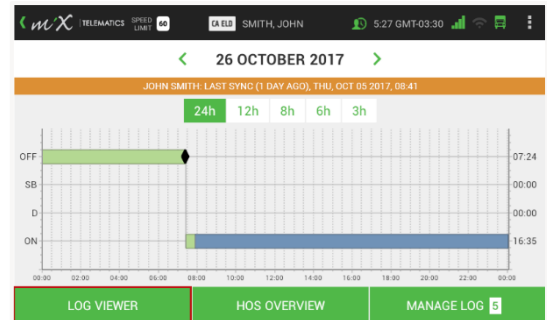 m'X TELEMATICS SPEED LIMIT 60 CA ELD SMITH, JOHN 5:27 GMT-03:30
26 OCTOBER 2017
JOHN SMITH: LAST SYNC (1 DAY AGO), THU, OCT 05 2017, 08:41
24h 12h 8h 6h 3h
OFF 07:24
SB 00:00
D 00:00
ON 16:35
00:00 02:00 04:00 06:00 08:00 10:00 12:00 14:00 16:00 18:00 20:00 22:00 00:00
LOG VIEWER HOS OVERVIEW MANAGE LOG 5